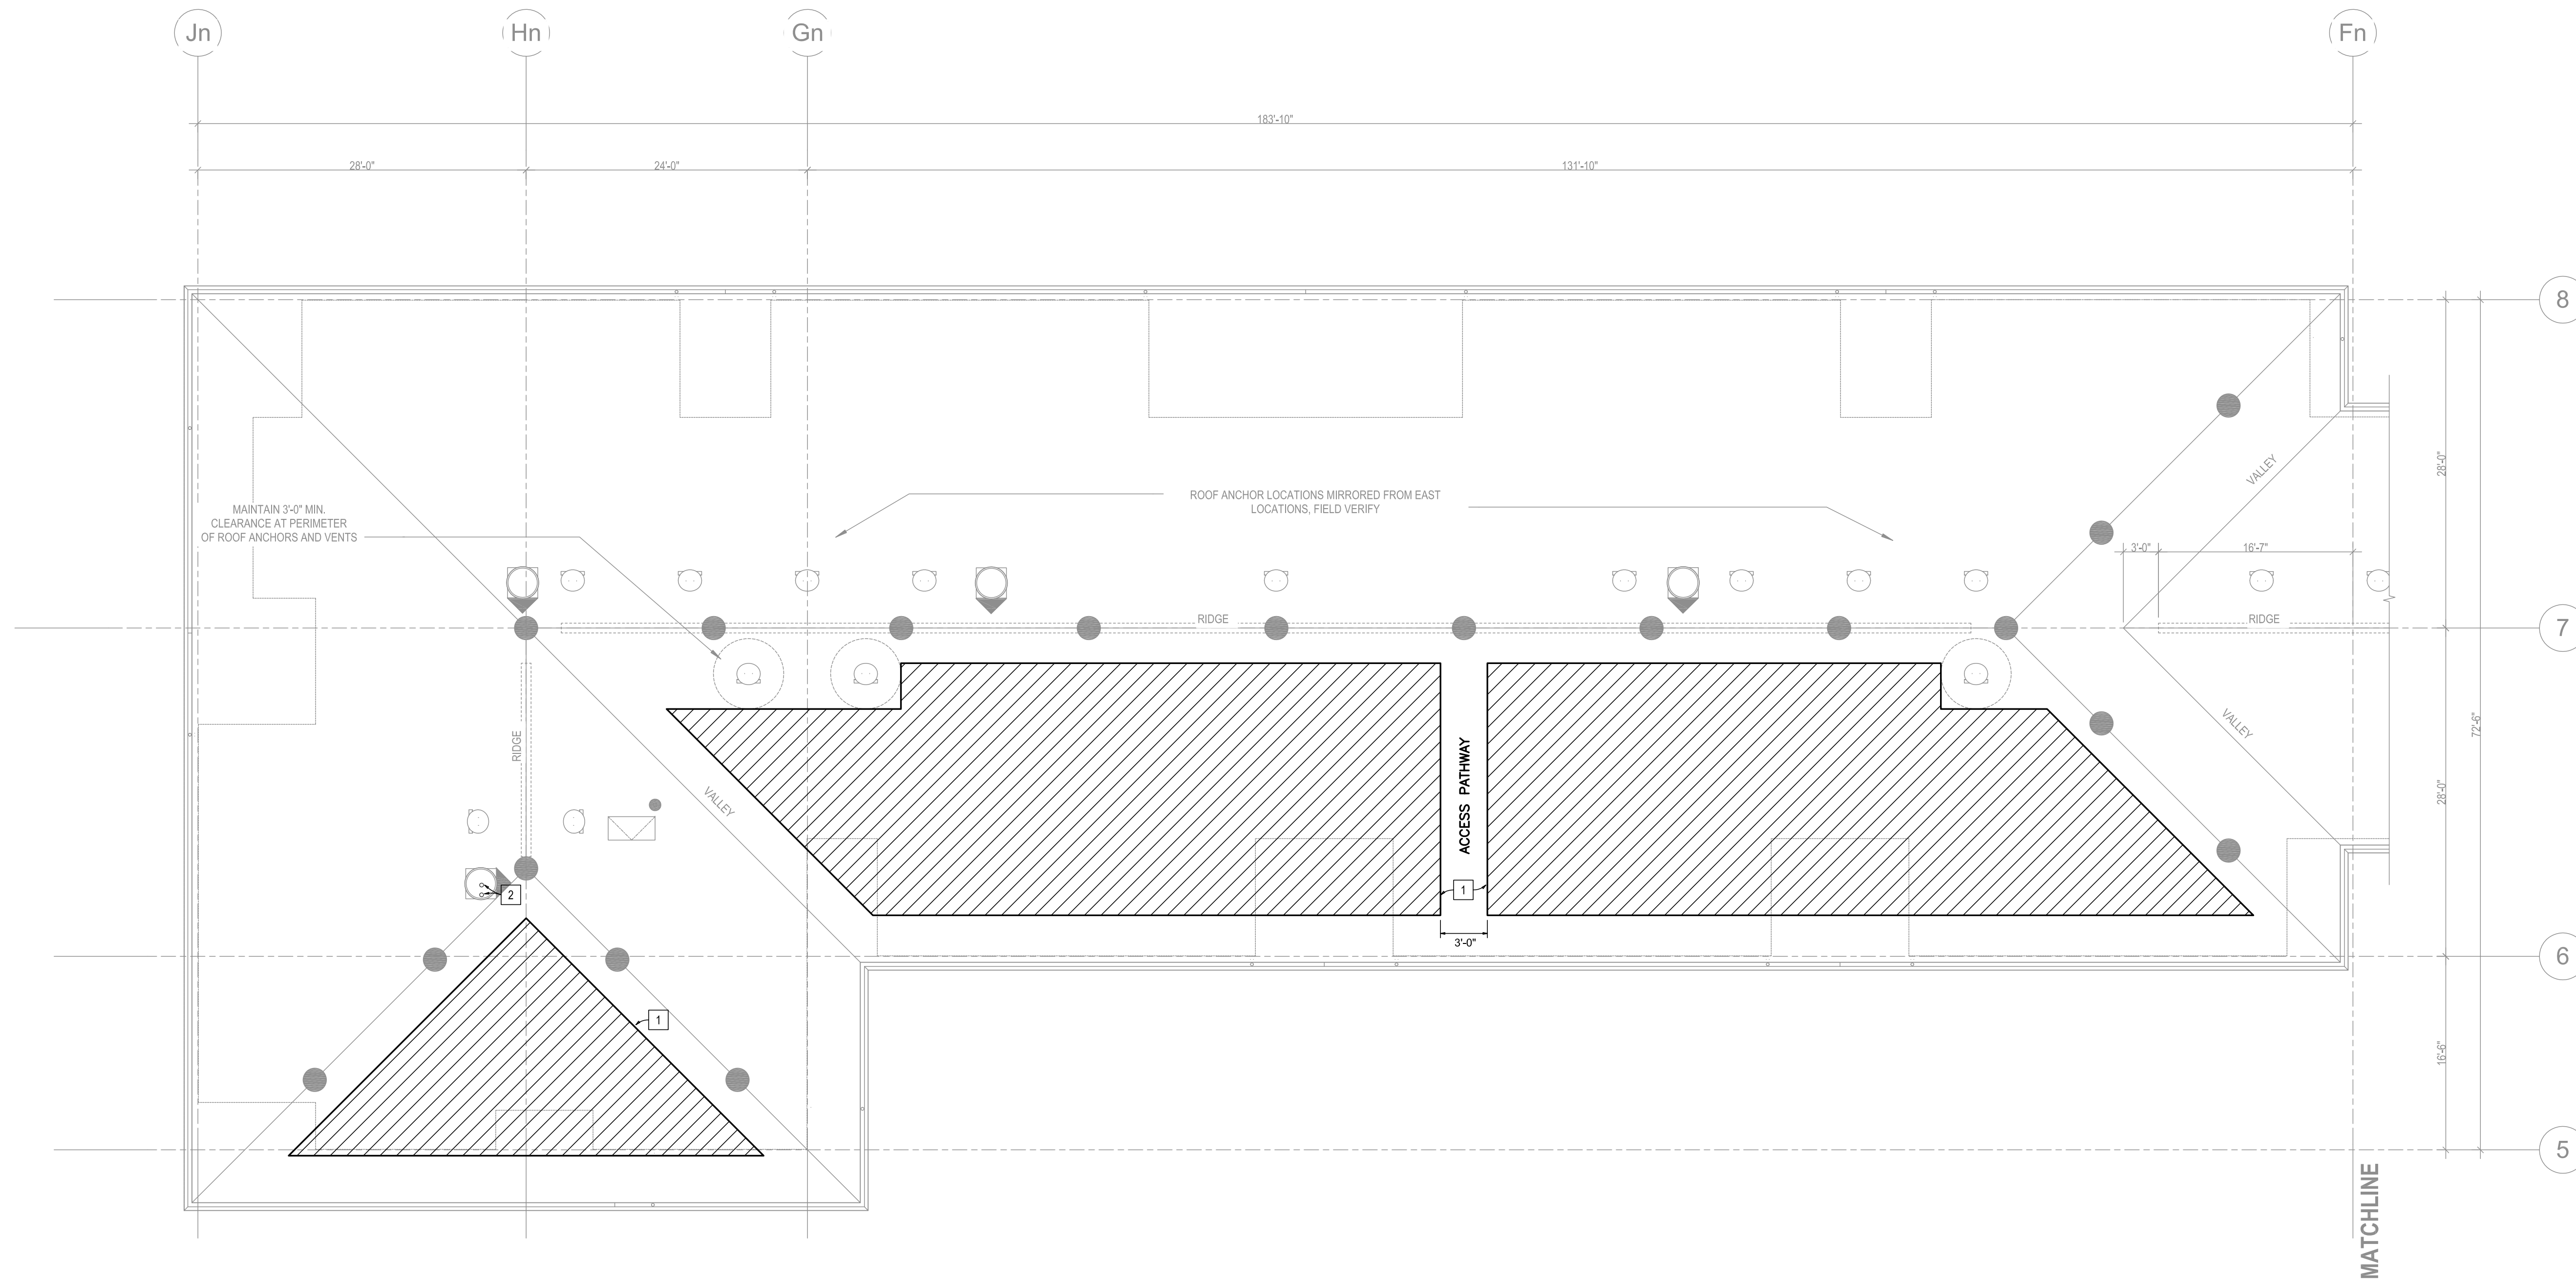 Jn
Hn
Gn
Fn
183'-10"
28'-0"
24'-0"
131'-10"
8
MAINTAIN 3'-0" MIN.
CLEARANCE AT PERIMETER
OF ROOF ANCHORS AND VENTS
ROOF ANCHOR LOCATIONS MIRRORED FROM EAST
LOCATIONS, FIELD VERIFY
VALLEY
28'-0"
3'-0"
16'-7"
RIDGE
RIDGE
7
RIDGE
VALLEY
ACCESS PATHWAY
VALLEY
28'-0"
72'-6"
2
1
3'-0"
6
1
16'-6"
5
MATCHLINE